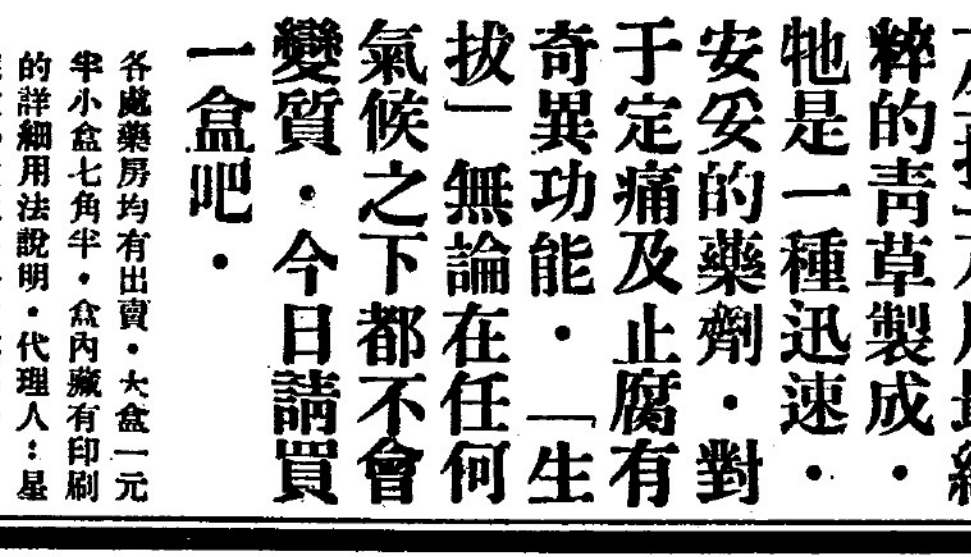 粹的靑草製成・
牠是一種迅速・
安妥的藥劑・對
于定痛及止腐有
奇異功能・「生
拔」無論在任何
氣候之下都不會
變質・今日請買
一盒吧・
各處藥房均有出賣・大盒一元
半小盒七角半・盒內藏有印刷
的詳細用法說明・代理人：星